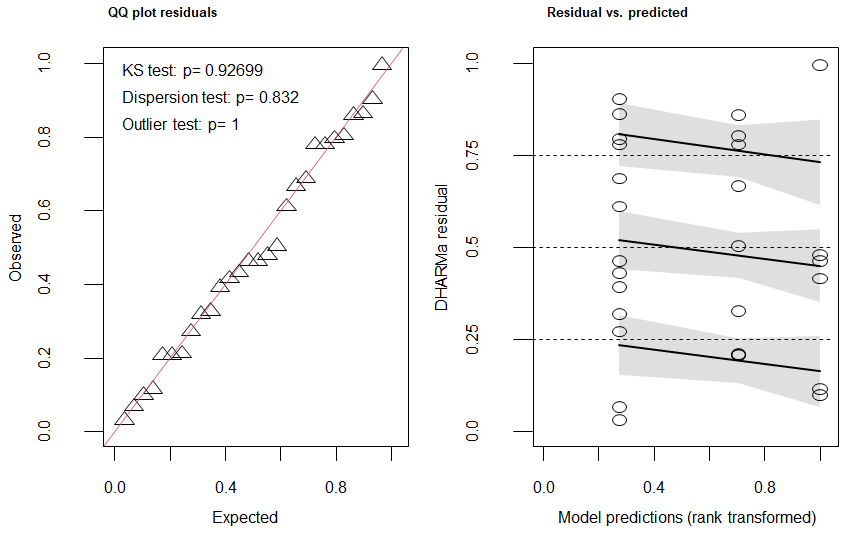 QQ plot residuals
KS test: p= 0.92699
Dispersion test: p= 0.832
Outlier test: p= 1
Observed
0.0 0.2 0.4 0.6 0.8 1.0
0.0 0.4 0.8
Expected
Residual vs. predicted
DHARMa residual
0.0 0.25 0.5 0.75 1.0
0.0 0.4 0.8
Model predictions (rank transformed)